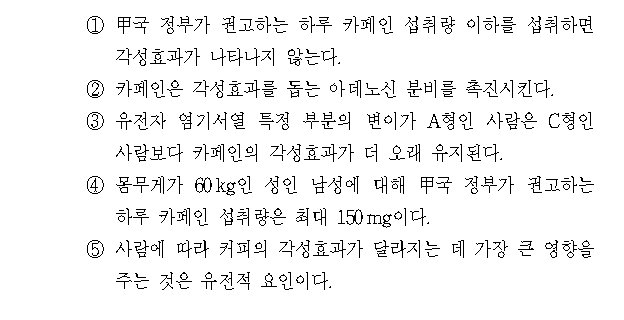 ① 甲국 정부가 권고하는 하루 카페인 섭취량 이하를 섭취하면
각성효과가 나타나지 않는다.
② 카페인은 각성효과를 돕는 아데노신 분비를 촉진시킨다.
③ 유전자 염기서열 특정 부분의 변이가 A형인 사람은 C형인
사람보다 카페인의 각성효과가 더 오래 유지된다.
④ 몸무게가 60kg인 성인 남성에 대해 甲국 정부가 권고하는
하루 카페인 섭취량은 최대 150mg이다.
⑤ 사람에 따라 커피의 각성효과가 달라지는 데 가장 큰 영향을
주는 것은 유전적 요인이다.